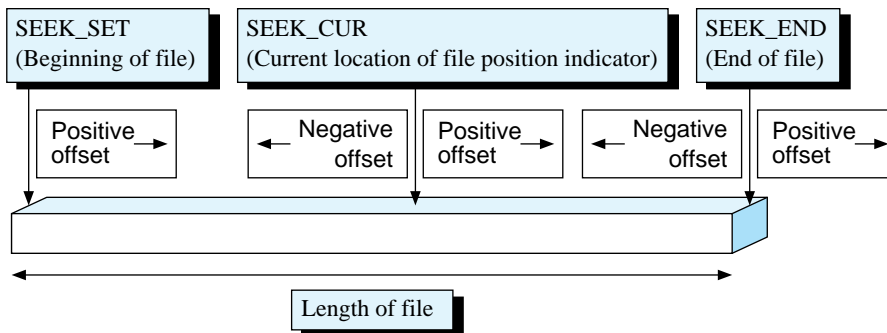 SEEK_SET
(Beginning of file)
SEEK_CUR
(Current location of file position indicator)
SEEK_END
(End of file)
Positive
offset
Negative
offset
Positive
offset
Negative
offset
Positive
offset
Length of file